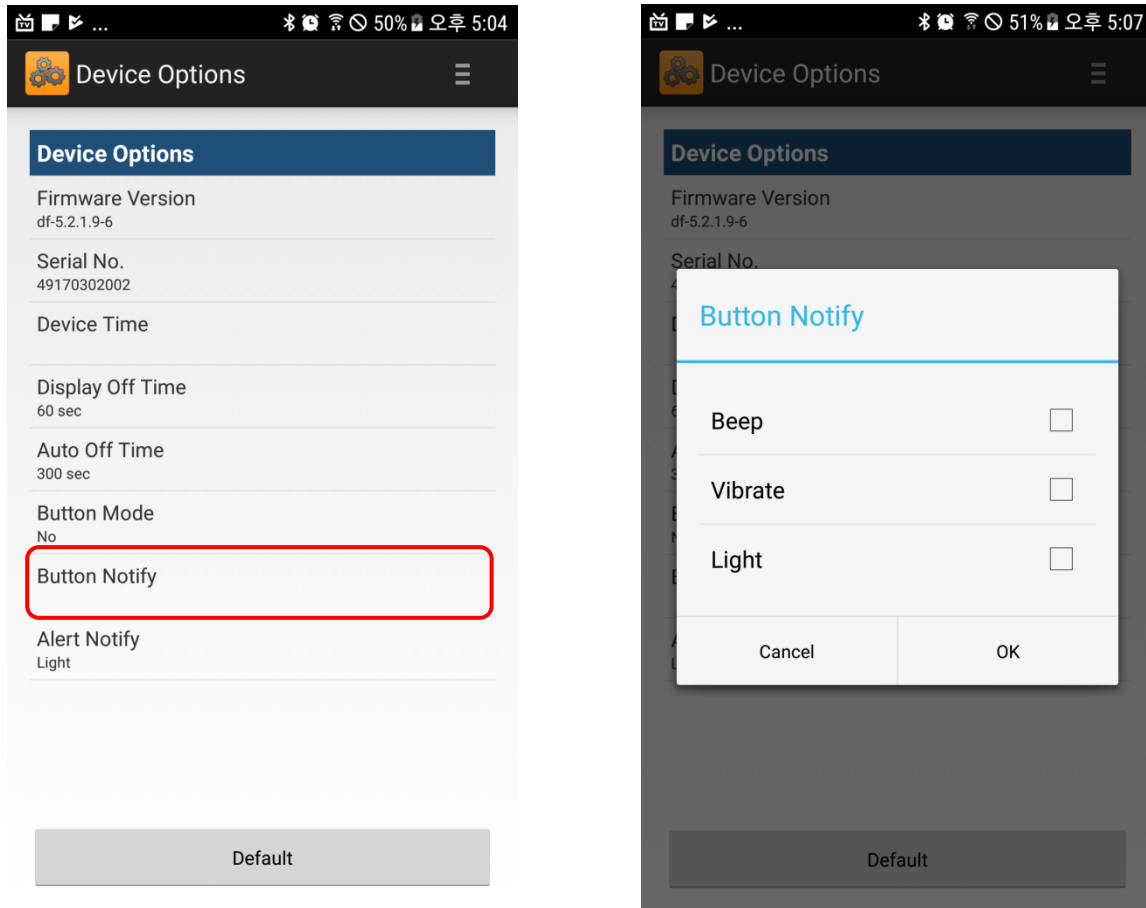 50% 오후 5:04
Device Options
Device Options
Firmware Version
df-5.2.1.9-6
Serial No.
49170302002
Device Time
Display Off Time
60 sec
Auto Off Time
300 sec
Button Mode
No
Button Notify
Alert Notify
Light
Default
51% 오후 5:07
Device Options
Device Options
Firmware Version
df-5.2.1.9-6
Serial No.
Button Notify
Beep
Vibrate
Light
Cancel
OK
Default